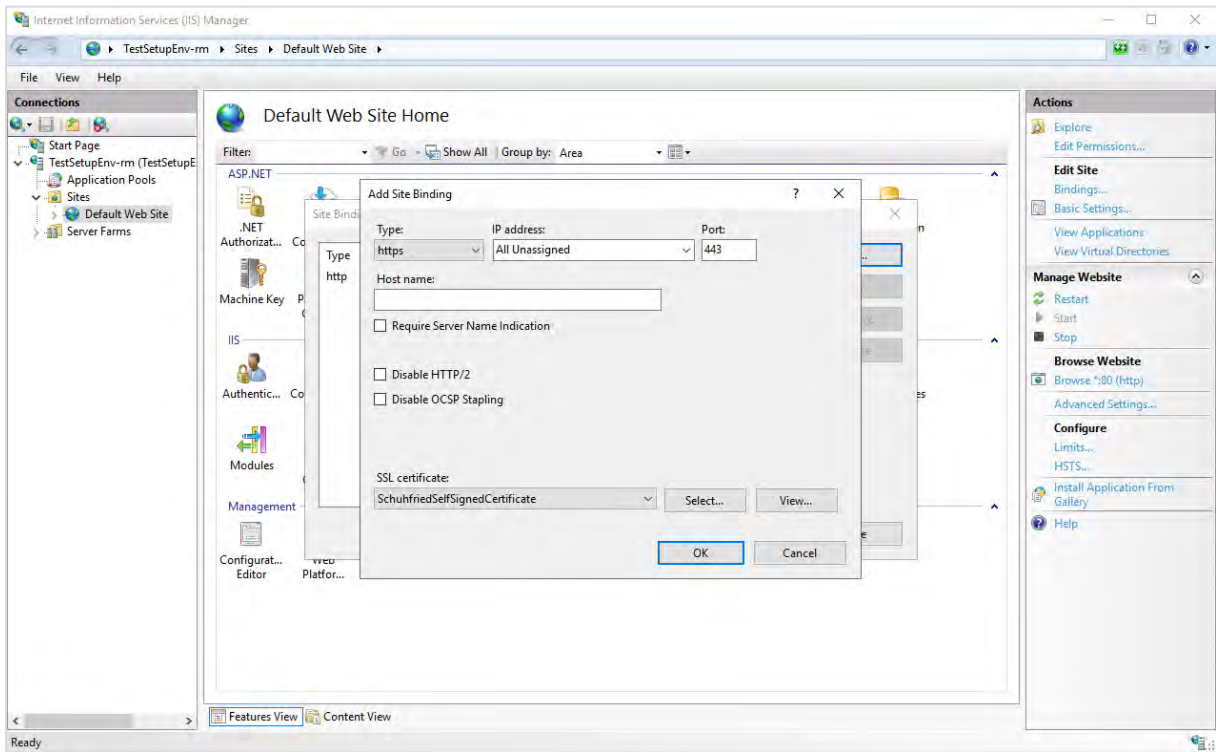 Internet Information Services (IIS) Manager
TestSetupEnv-rm Sites Default Web Site
File View Help
Connections
Start Page
TestSetupEnv-rm (TestSetupE
Application Pools
Sites
Default Web Site
Server Farms
Default Web Site Home
Filter: Go Show All Group by: Area
ASP.NET
.NET
Authorizat...
Co
Machine Key
P
IIS
Authentic...
Co
es
Modules
Management
Configurat...
Editor
Platfor...
Site Bindi
Type
http
Add Site Binding ?
Type: IP address: Port:
https All Unassigned 443
Host name:
Require Server Name Indication
Disable HTTP/2
Disable OCSP Stapling
SSL certificate:
SchuhfriedSelfSignedCertificate Select... View...
OK Cancel
Features View Content View
Actions
Explore
Edit Permissions...
Edit Site
Bindings...
Basic Settings...
View Applications
View Virtual Directories
Manage Website
Restart
Start
Stop
Browse Website
Browse *:80 (http)
Advanced Settings...
Configure
Limits...
HSTS...
Install Application From
Gallery
Help
Ready